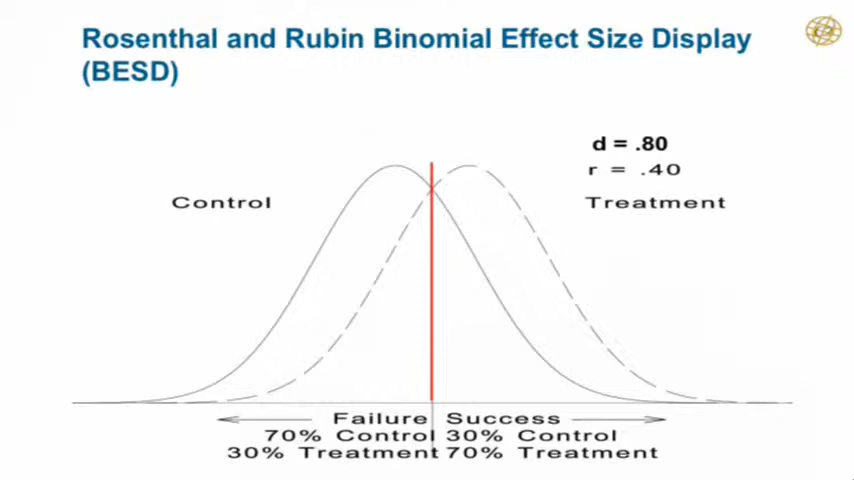 Rosenthal and Rubin Binomial Effect Size Display
(BESD)
d = .80
r = .40
Control
Treatment
Failure Success
70% Control 30% Control
30% Treatment 70% Treatment